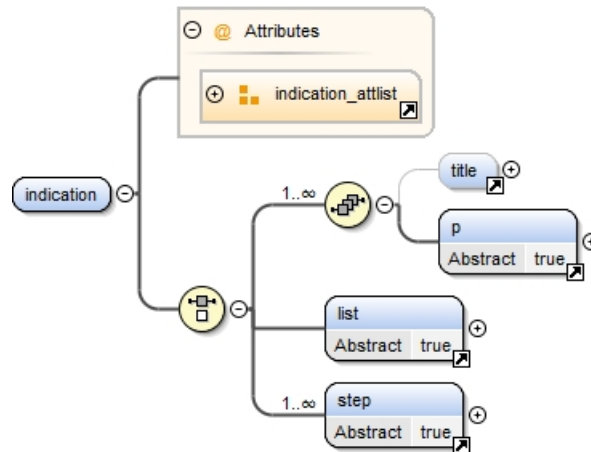 @ Attributes
indication_attlist
indication
1..∞
title
p
Abstract true
list
Abstract true
1..∞
step
Abstract true